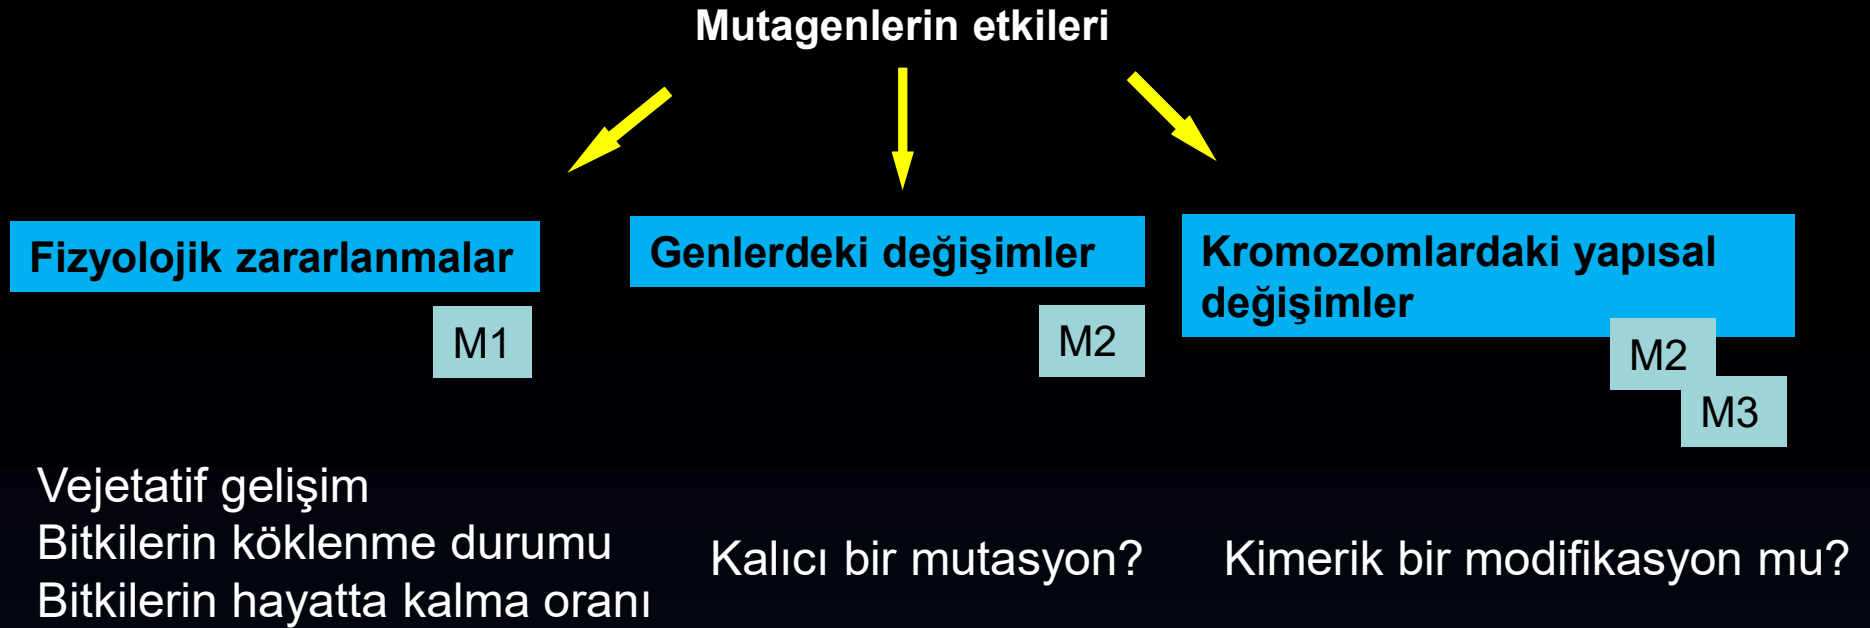 Mutagenlerin etkileri
Fizyolojik zararlanmalar
M1
Genlerdeki değişimler
M2
Kromozomlardaki yapısal
değişimler
M2
M3
Vejetatif gelişim
Bitkilerin köklenme durumu
Bitkilerin hayatta kalma oranı
Kalıcı bir mutasyon?
Kimerik bir modifikasyon mu?